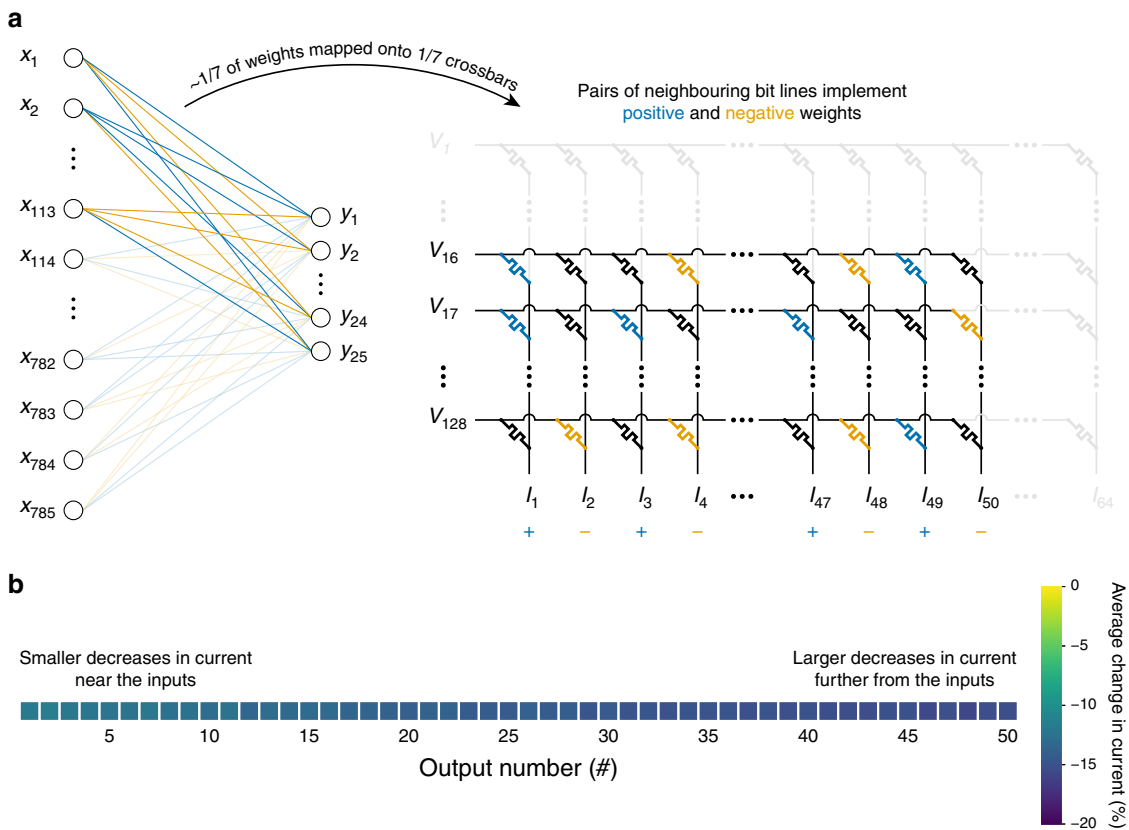 a
x1
x2
x113
x114
x782
x783
x784
x785
y1
y2
y24
y25
~1/7 of weights mapped onto 1/7 crossbars
Pairs of neighbouring bit lines implement
positive and negative weights
V1
V16
V17
V128
I1 I2 I3 I4 I47 I48 I49 I50 I64
+ − + − + − + −
b
Smaller decreases in current
near the inputs
Larger decreases in current
further from the inputs
5 10 15 20 25 30 35 40 45 50
Output number (#)
0
−5
−10
−15
−20
Average change in current (%)